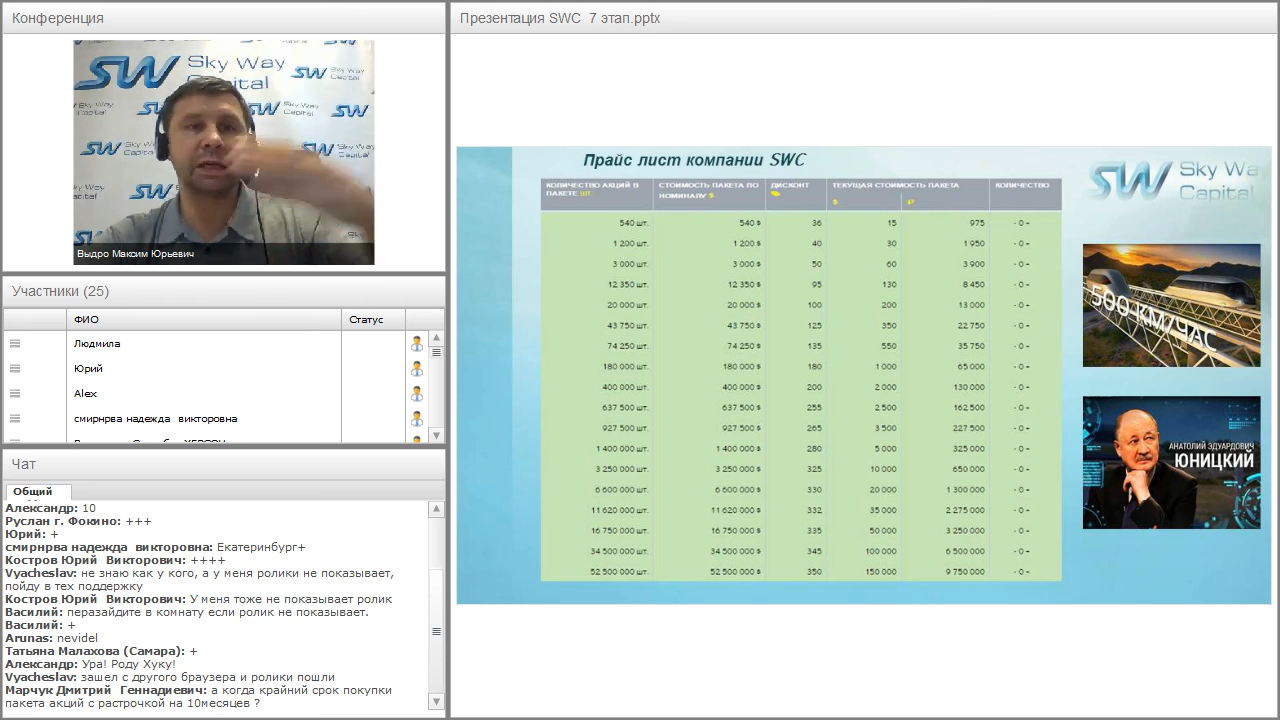 Конференция
SW Sky Way Capital
Выдро Максим Юрьевич
Участники (25)
ФИО Статус
Людмила
Юрий
Alex
смирнрва надежда викторовна
Чат
Общий
Александр: 10
Руслан г. Фокино: +++
Юрий: +
смирнрва надежда викторовна: Екатеринбург+
Костров Юрий Викторович: ++++
Vyacheslav: не знаю как у кого, а у меня ролики не показывает,
пойду в тех поддержку
Костров Юрий Викторович: У меня тоже не показывает ролик
Василий: перазайдите в комнату если ролик не показывает.
Василий: +
Arunas: nevidel
Татьяна Малахова (Самара): +
Александр: Ура! Роду Хуку!
Vyacheslav: зашел с другого браузера и ролики пошли
Марчук Дмитрий Геннадиевич: а когда крайний срок покупки
пакета акций с растрочкой на 10месяцев ?
Презентация SWC 7 этап.pptx
Прайс лист компании SWC
КОЛИЧЕСТВО АКЦИЙ В ПАКЕТЕ ШТ. СТОИМОСТЬ ПАКЕТА ПО НОМИНАЛУ $ ДИСКОНТ % ТЕКУЩАЯ СТОИМОСТЬ ПАКЕТА $ ₽ КОЛИЧЕСТВО
540 шт. 540 $ 36 15 975 - 0 +
1 200 шт. 1 200 $ 40 30 1 950 - 0 +
3 000 шт. 3 000 $ 50 60 3 900 - 0 +
12 350 шт. 12 350 $ 95 130 8 450 - 0 +
20 000 шт. 20 000 $ 100 200 13 000 - 0 +
43 750 шт. 43 750 $ 125 350 22 750 - 0 +
74 250 шт. 74 250 $ 135 550 35 750 - 0 +
180 000 шт. 180 000 $ 180 1 000 65 000 - 0 +
400 000 шт. 400 000 $ 200 2 000 130 000 - 0 +
637 500 шт. 637 500 $ 255 2 500 162 500 - 0 +
927 500 шт. 927 500 $ 265 3 500 227 500 - 0 +
1 400 000 шт. 1 400 000 $ 280 5 000 325 000 - 0 +
3 250 000 шт. 3 250 000 $ 325 10 000 650 000 - 0 +
6 600 000 шт. 6 600 000 $ 330 20 000 1 300 000 - 0 +
11 620 000 шт. 11 620 000 $ 332 35 000 2 275 000 - 0 +
16 750 000 шт. 16 750 000 $ 335 50 000 3 250 000 - 0 +
34 500 000 шт. 34 500 000 $ 345 100 000 6 500 000 - 0 +
52 500 000 шт. 52 500 000 $ 350 150 000 9 750 000 - 0 +
SW Sky Wa
Capital
500 КМ/ЧАС
АНАТОЛИЙ ЭДУАРДОВИЧ
ЮНИЦКИЙ